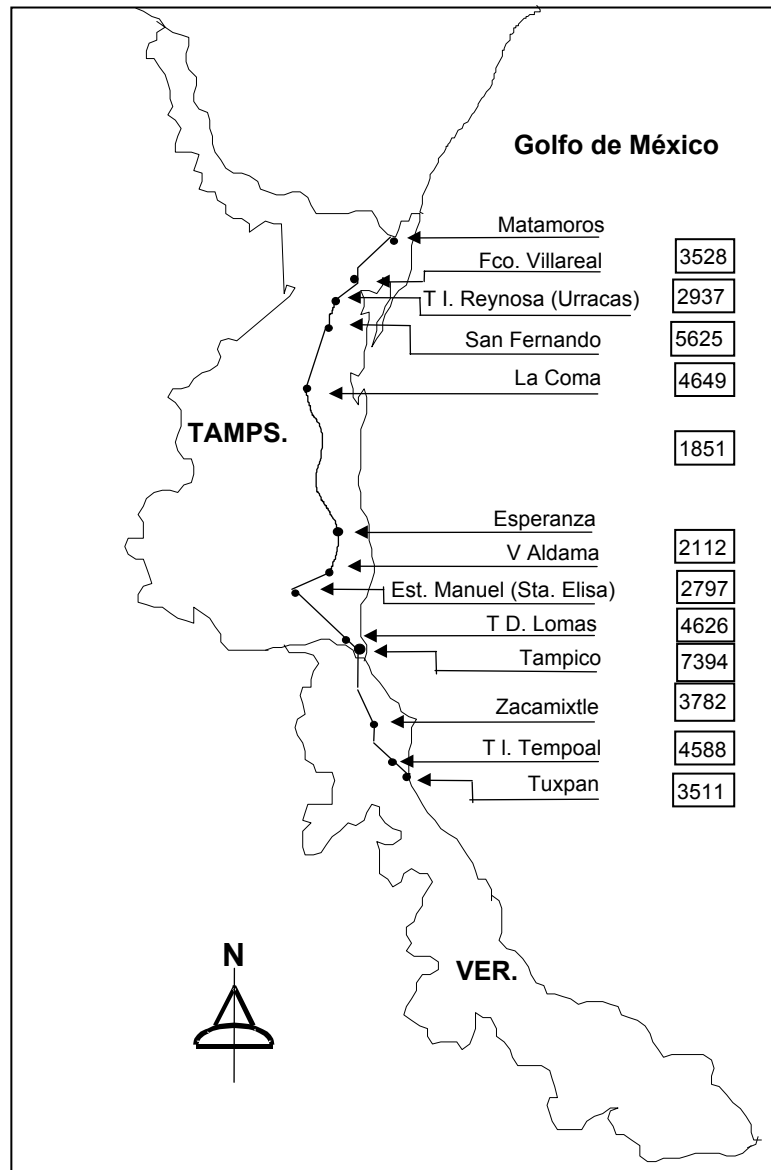 Golfo de México
Matamoros
Fco. Villareal
3528
T I. Reynosa (Urracas)
2937
San Fernando
5625
La Coma
4649
TAMPS.
1851
Esperanza
V Aldama
2112
Est. Manuel (Sta. Elisa)
2797
T D. Lomas
4626
Tampico
7394
Zacamixtle
3782
T I. Tempoal
4588
Tuxpan
3511
N
VER.